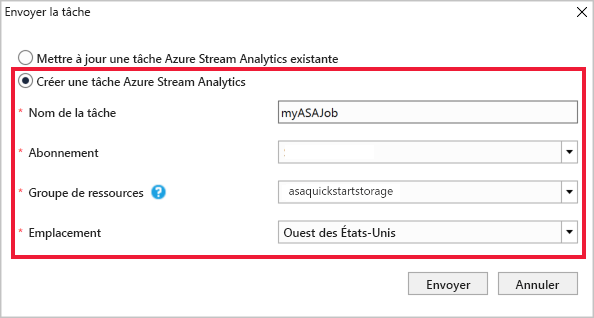 Envoyer la tâche
Mettre à jour une tâche Azure Stream Analytics existante
Créer une tâche Azure Stream Analytics
* Nom de la tâche myASAJob
* Abonnement
* Groupe de ressources ? asaquickstartstorage
* Emplacement Ouest des États-Unis
Envoyer Annuler